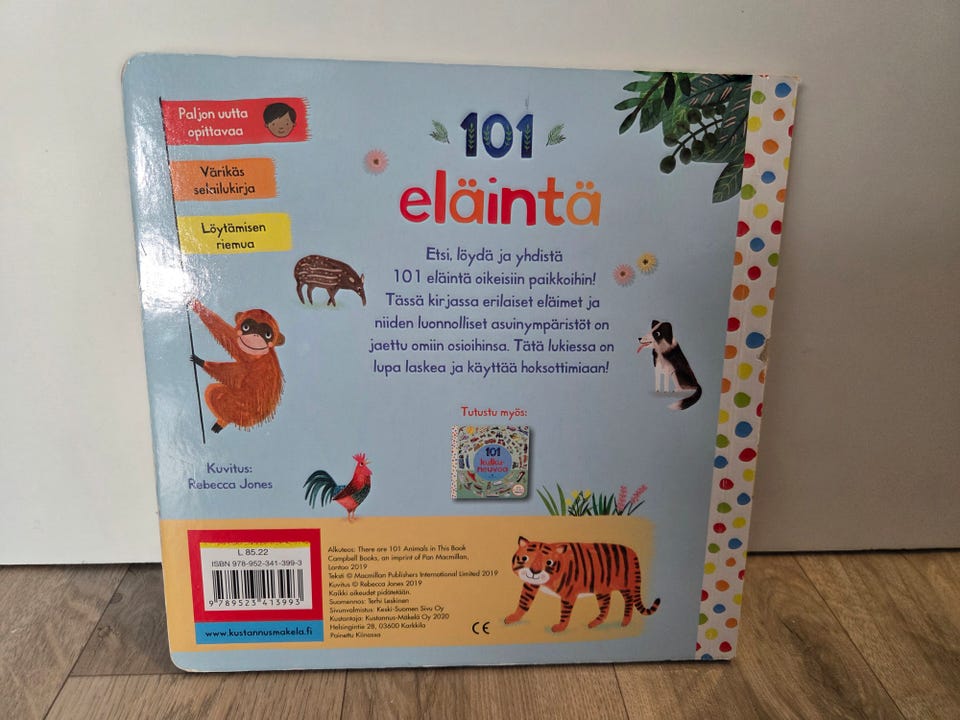 Paljon uutta
opittavaa
Värikäs
selailukirja
Löytämisen
riemua
101
eläintä
Etsi, löydä ja yhdistä
101 eläintä oikeisiin paikkoihin!
Tässä kirjassa erilaiset eläimet ja
niiden luonnolliset asuinympäristöt on
jaettu omiin osioihinsa. Tätä lukiessa on
lupa laskea ja käyttää hoksottimiaan!
Tutustu myös:
101
kulku-
neuvoa
Kuvitus:
Rebecca Jones
L 85.22
ISBN 978-952-341-399-3
9 789523 413993
www.kustannusmakela.fi
Alkuteos: There are 101 Animals in This Book
Campbell Books, an imprint of Pan Macmillan,
Lontoo 2019
Teksti © Macmillan Publishers International Limited 2019
Kuvitus © Rebecca Jones 2019
Kaikki oikeudet pidätetään.
Suomennos: Terhi Leskinen
Sivunvalmistus: Keski-Suomen Sivu Oy
Kustantaja: Kustannus-Mäkelä Oy 2020
Helsingintie 28, 03600 Karkkila
Painettu Kiinassa
CE